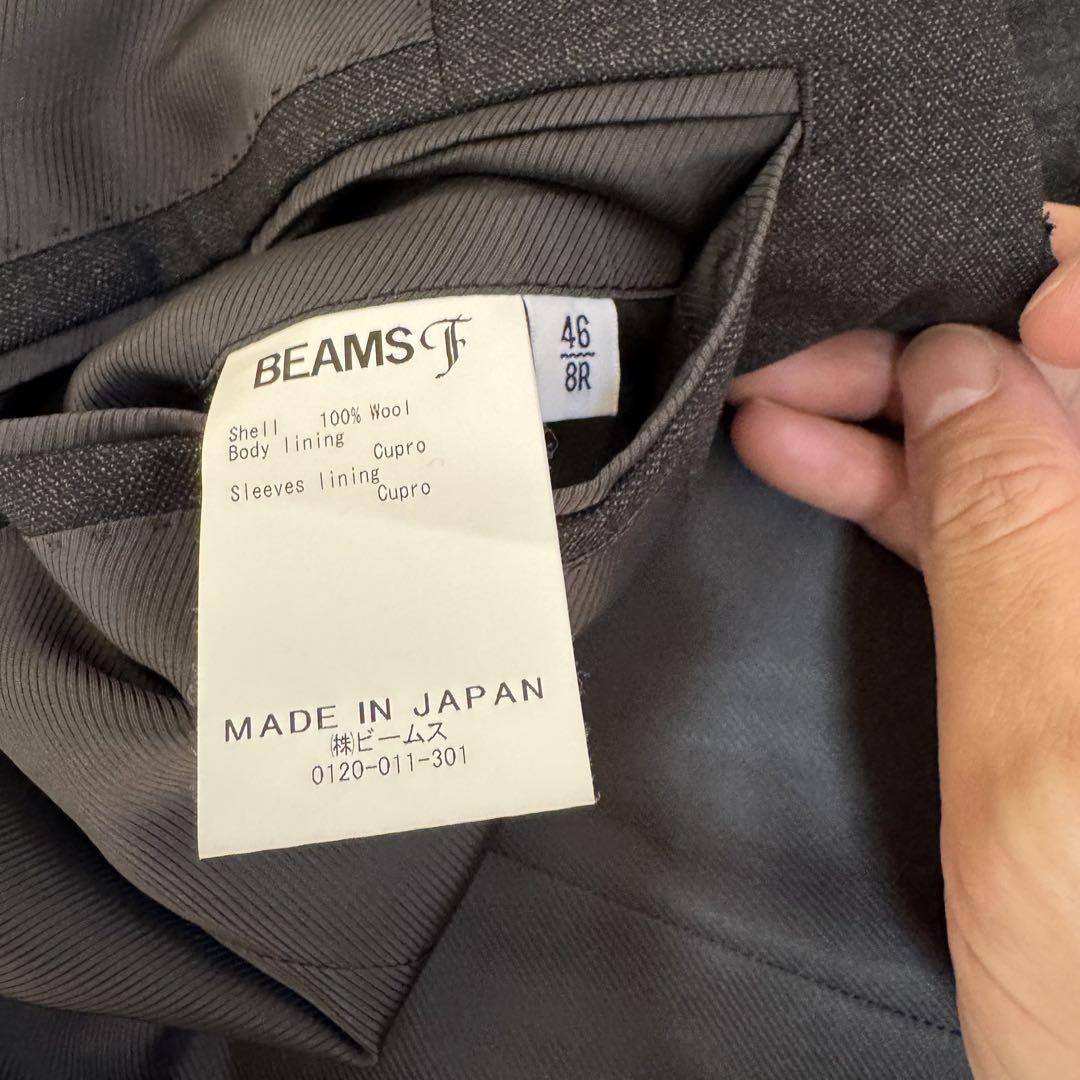 BEAMS F
46
8R
Shell 100% Wool
Body lining
Cupro
Sleeves lining
Cupro
MADE IN JAPAN
㈱ビームス
0120-011-301